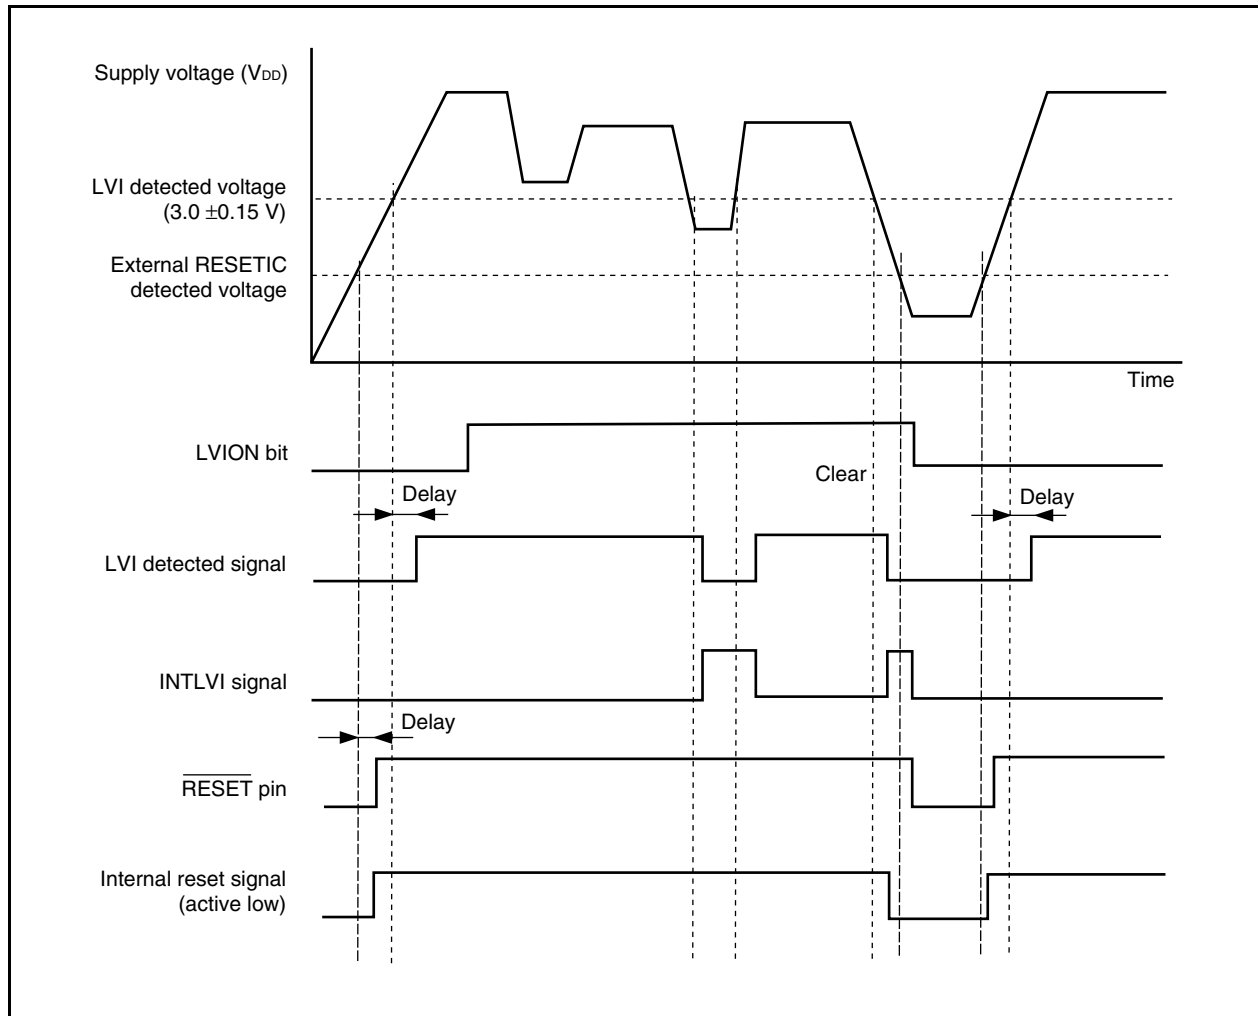 Supply voltage (VDD)
LVI detected voltage
(3.0 ±0.15 V)
External RESETIC
detected voltage
Time
LVION bit
Clear
Delay
Delay
LVI detected signal
INTLVI signal
Delay
RESET pin
Internal reset signal
(active low)